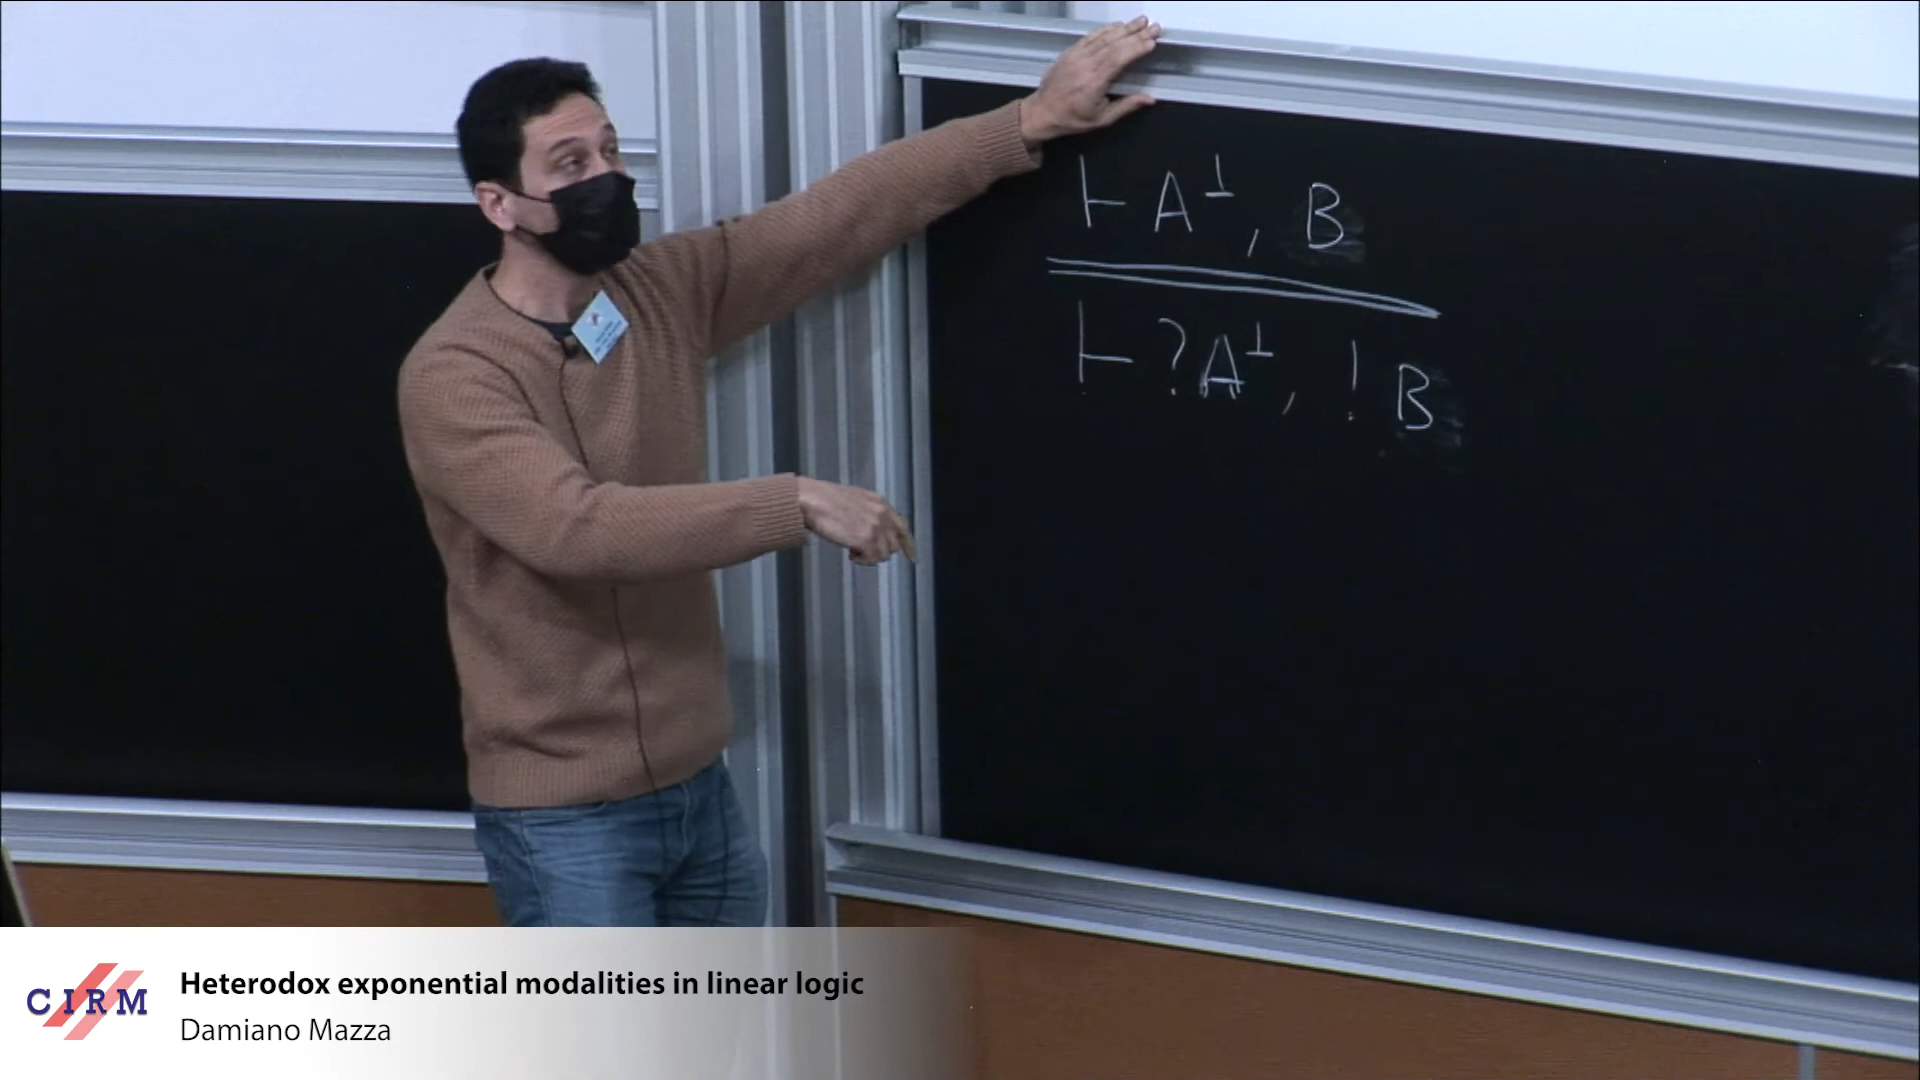 ⊢ A⊥, B
⊢ ?A⊥, !B
CIRM
Heterodox exponential modalities in linear logic
Damiano Mazza